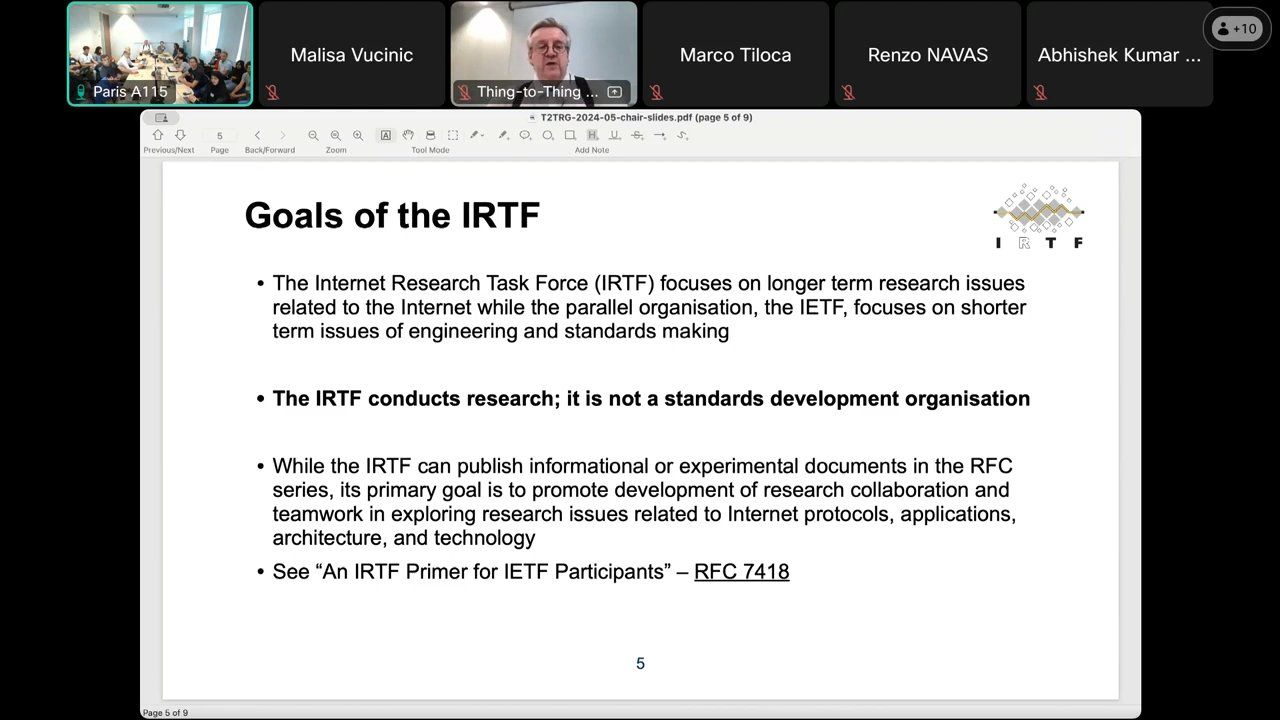 Paris A115
Malisa Vucinic
Thing-to-Thing ...
Marco Tiloca
Renzo NAVAS
Abhishek Kumar ...
+10
T2TRG-2024-05-chair-slides.pdf (page 5 of 9)
5
Previous/Next
Page
Back/Forward
Zoom
Tool Mode
Add Note
Goals of the IRTF
I R T F
• The Internet Research Task Force (IRTF) focuses on longer term research issues
related to the Internet while the parallel organisation, the IETF, focuses on shorter
term issues of engineering and standards making
• The IRTF conducts research; it is not a standards development organisation
• While the IRTF can publish informational or experimental documents in the RFC
series, its primary goal is to promote development of research collaboration and
teamwork in exploring research issues related to Internet protocols, applications,
architecture, and technology
• See “An IRTF Primer for IETF Participants” – RFC 7418
5
Page 5 of 9